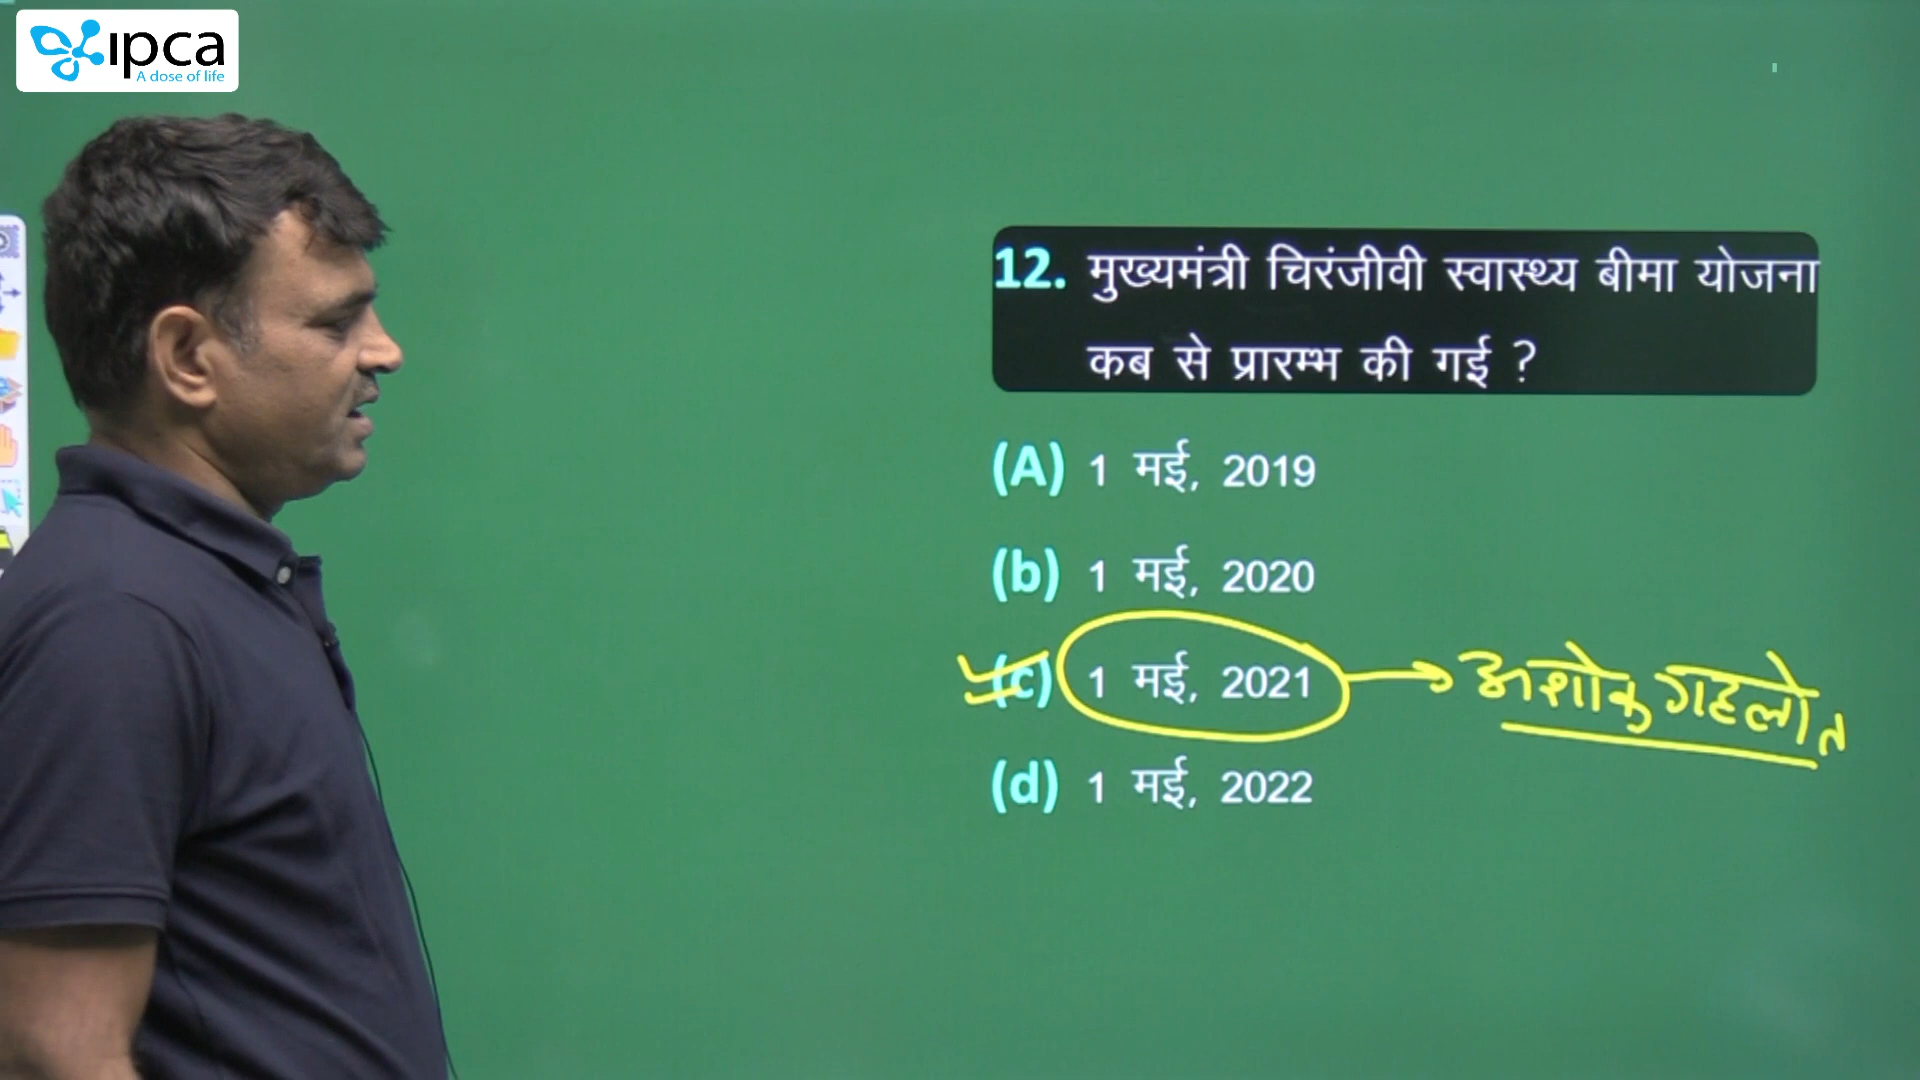 ipca
A dose of life
12. मुख्यमंत्री चिरंजीवी स्वास्थ्य बीमा योजना
कब से प्रारम्भ की गई ?
(A) 1 मई, 2019
(b) 1 मई, 2020
(c) 1 मई, 2021 → अशोक गहलोत
(d) 1 मई, 2022